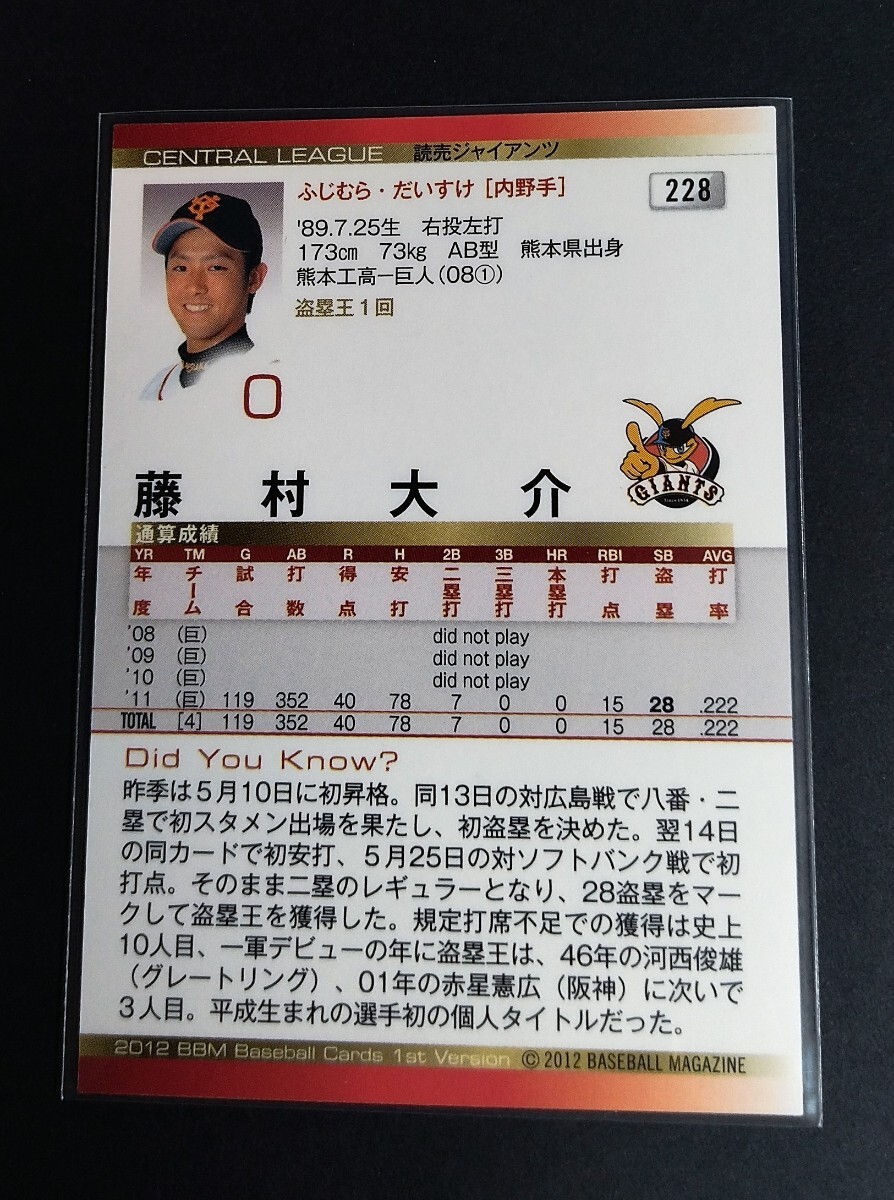 CENTRAL LEAGUE 読売ジャイアンツ
ふじむら・だいすけ [内野手] 228
'89.7.25生 右投左打
173cm 73kg AB型 熊本県出身
熊本工高ー巨人(08①)
盗塁王1回
0
GIANTS
藤村大介
通算成績
YR TM G AB R H 2B 3B HR RBI SB AVG
年度 チーム 試合 打数 得点 安打 二塁打 三塁打 本塁打 打点 盗塁 打率
'08 (巨) did not play
'09 (巨) did not play
'10 (巨) did not play
'11 (巨) 119 352 40 78 7 0 0 15 28 .222
TOTAL [4] 119 352 40 78 7 0 0 15 28 .222
Did You Know?
昨季は5月10日に初昇格。同13日の対広島戦で八番・二
塁で初スタメン出場を果たし、初盗塁を決めた。翌14日
の同カードで初安打、5月25日の対ソフトバンク戦で初
打点。そのまま二塁のレギュラーとなり、28盗塁をマー
クして盗塁王を獲得した。規定打席不足での獲得は史上
10人目、一軍デビューの年に盗塁王は、46年の河西俊雄
(グレートリング)、01年の赤星憲広(阪神)に次いで
3人目。平成生まれの選手初の個人タイトルだった。
2012 BBM Baseball Cards 1st Version © 2012 BASEBALL MAGAZINE